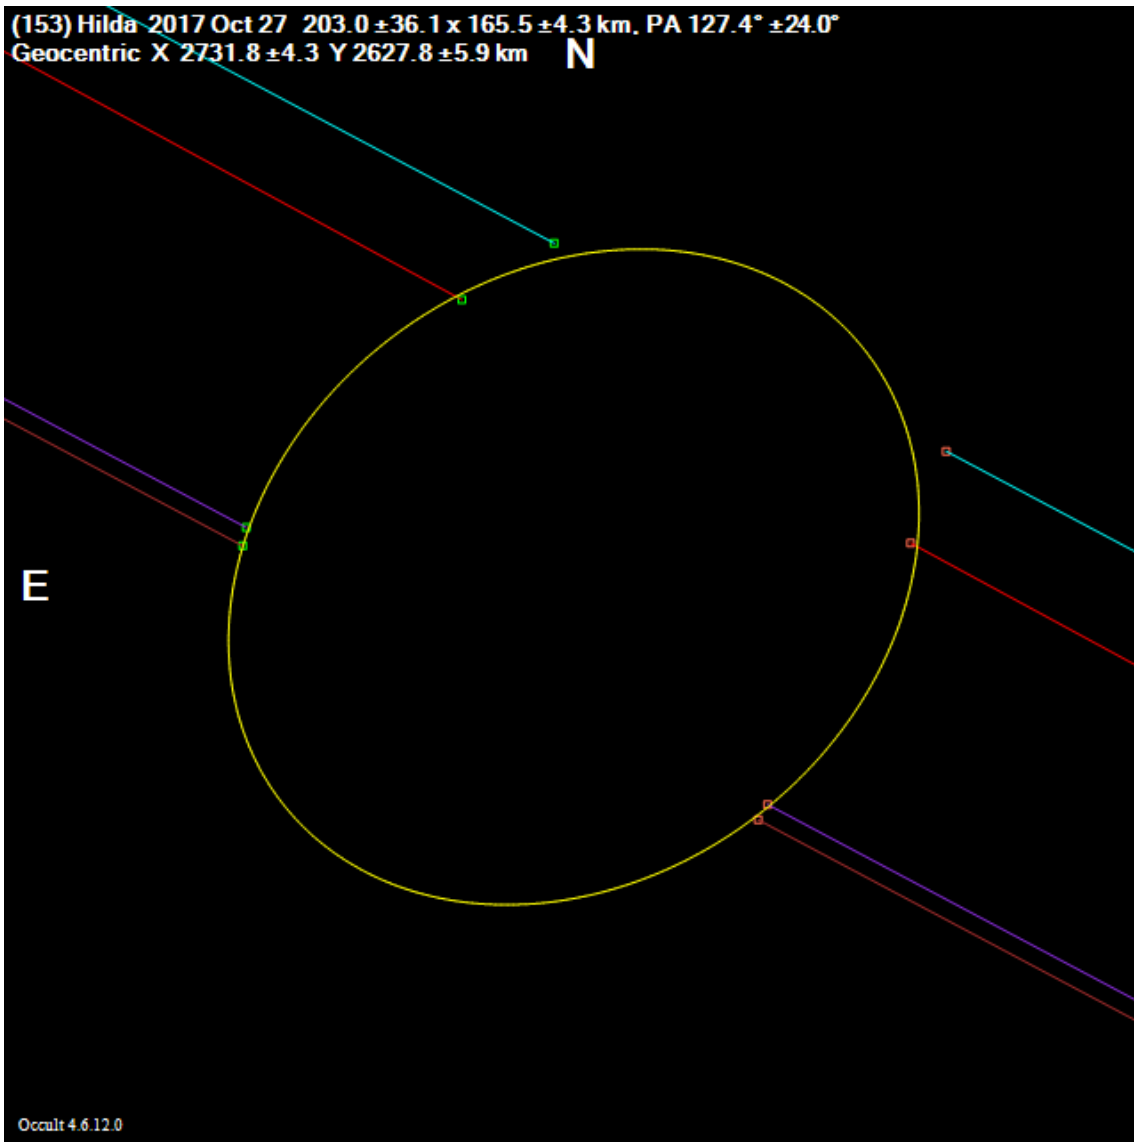 (153) Hilda 2017 Oct 27 203.0 ±36.1 x 165.5 ±4.3 km, PA 127.4° ±24.0°
Geocentric X 2731.8 ±4.3 Y 2627.8 ±5.9 km
N
E
Occult 4.6.12.0